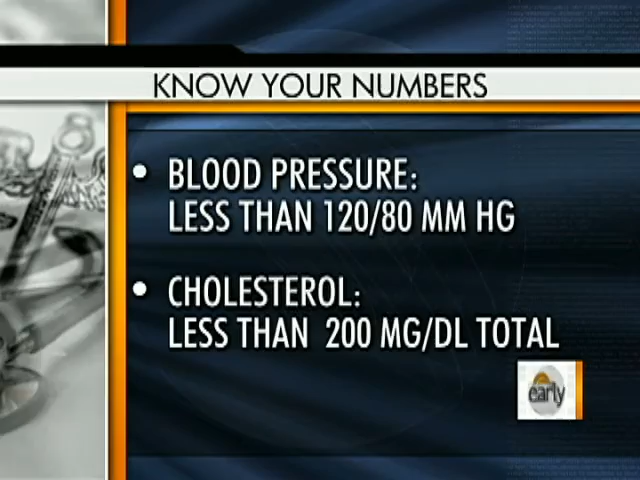 KNOW YOUR NUMBERS
• BLOOD PRESSURE:
LESS THAN 120/80 MM HG
• CHOLESTEROL:
LESS THAN 200 MG/DL TOTAL
early